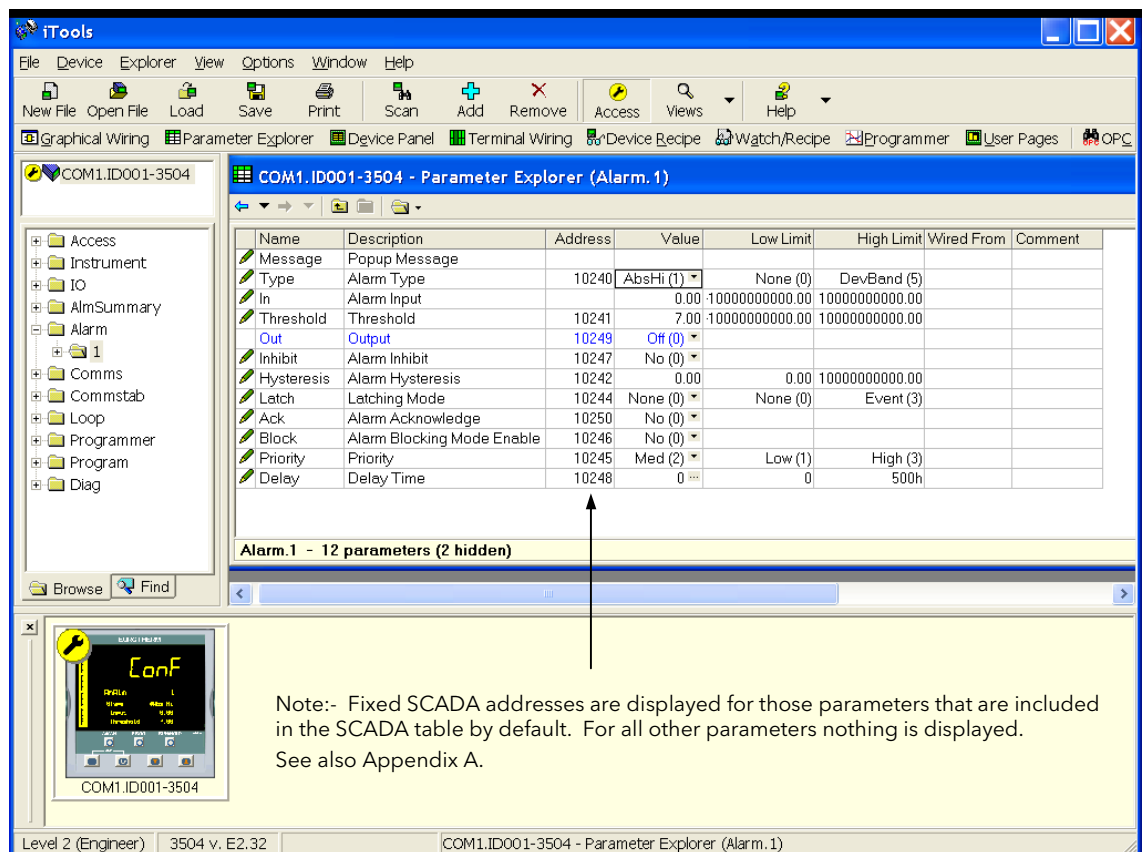 iTools
File Device Explorer View Options Window Help
New File Open File Load Save Print Scan Add Remove Access Views Help
Graphical Wiring Parameter Explorer Device Panel Terminal Wiring Device Recipe Watch/Recipe Programmer User Pages OPC
COM1.ID001-3504
COM1.ID001-3504 - Parameter Explorer (Alarm.1)
Access
Instrument
IO
AlmSummary
Alarm
1
Comms
Commstab
Loop
Programmer
Program
Diag
Browse Find
Name Description Address Value Low Limit High Limit Wired From Comment
Message Popup Message
Type Alarm Type 10240 AbsHi (1) None (0) DevBand (5)
In Alarm Input 0.00 -10000000000.00 10000000000.00
Threshold Threshold 10241 7.00 -10000000000.00 10000000000.00
Out Output 10249 Off (0)
Inhibit Alarm Inhibit 10247 No (0)
Hysteresis Alarm Hysteresis 10242 0.00 0.00 10000000000.00
Latch Latching Mode 10244 None (0) None (0) Event (3)
Ack Alarm Acknowledge 10250 No (0)
Block Alarm Blocking Mode Enable 10246 No (0)
Priority Priority 10245 Med (2) Low (1) High (3)
Delay Delay Time 10248 0 ... 0 500h
Alarm.1 - 12 parameters (2 hidden)
EUROTHERM
ConF
COM1.ID001-3504
Note:- Fixed SCADA addresses are displayed for those parameters that are included
in the SCADA table by default. For all other parameters nothing is displayed.
See also Appendix A.
Level 2 (Engineer) 3504 v. E2.32 COM1.ID001-3504 - Parameter Explorer (Alarm.1)